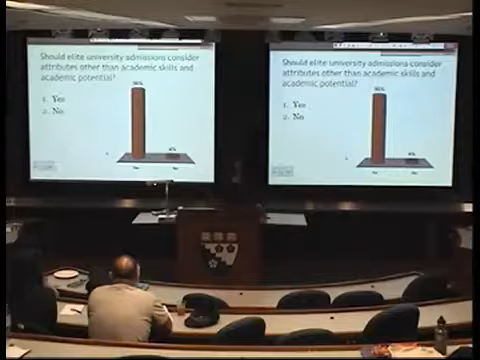 Should elite university admissions consider
attributes other than academic skills and
academic potential?
1. Yes
2. No
Should elite university admissions consider
attributes other than academic skills and
academic potential?
1. Yes
2. No